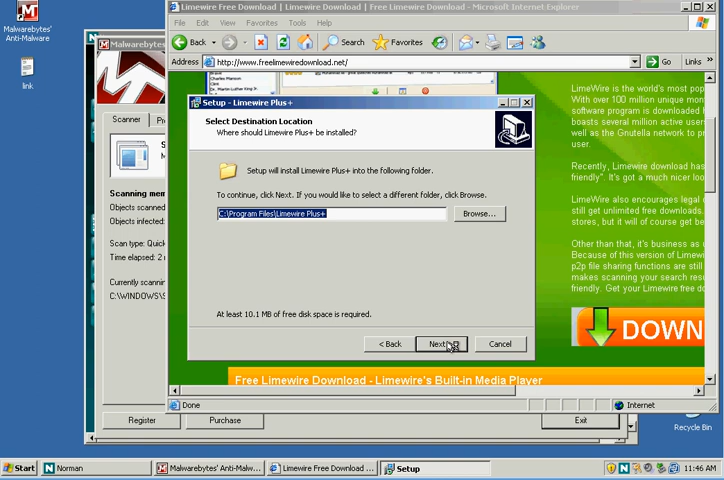 Malwarebytes'
Anti-Malware
link
Limewire Free Download | Limewire Download | Free Download - Microsoft Internet Explorer
File Edit View Favorites Tools Help
Back Search Favorites
Address http://www.freelimewiredownload.net/ Go Links »
Malwarebytes
Scanner
Scanning mem
Objects scanned
Objects infected:
Scan type: Quick
Time elapsed: 2
Currently scanning
C:\WINDOWS\S
Register Purchase Exit
Setup - Limewire Plus+
Select Destination Location
Where should Limewire Plus+ be installed?
Setup will install Limewire Plus+ into the following folder.
To continue, click Next. If you would like to select a different folder, click Browse.
C:\Program Files\Limewire Plus+
Browse...
At least 10.1 MB of free disk space is required.
< Back Next Cancel
LimeWire is the world's most pop
With over 100 million unique mon
software program is downloaded
boasts several million active users
well as the Gnutella network to pr
user.
Recently, Limewire download has
friendly". It's got a much nicer loo
LimeWire also encourages legal
still get unlimited free downloads.
stores, but it will of course get be
Other than that, it's business as
Because of this version of Limew
p2p file sharing functions are still
makes scanning your search resu
friendly. Get your Limewire free do
DOWN
Free Limewire Download - Limewire's Built-in Media Player
Done Internet
Recycle Bin
Start Norman Malwarebytes' Anti-Malw... Limewire Free Download ... Setup 11:46 AM